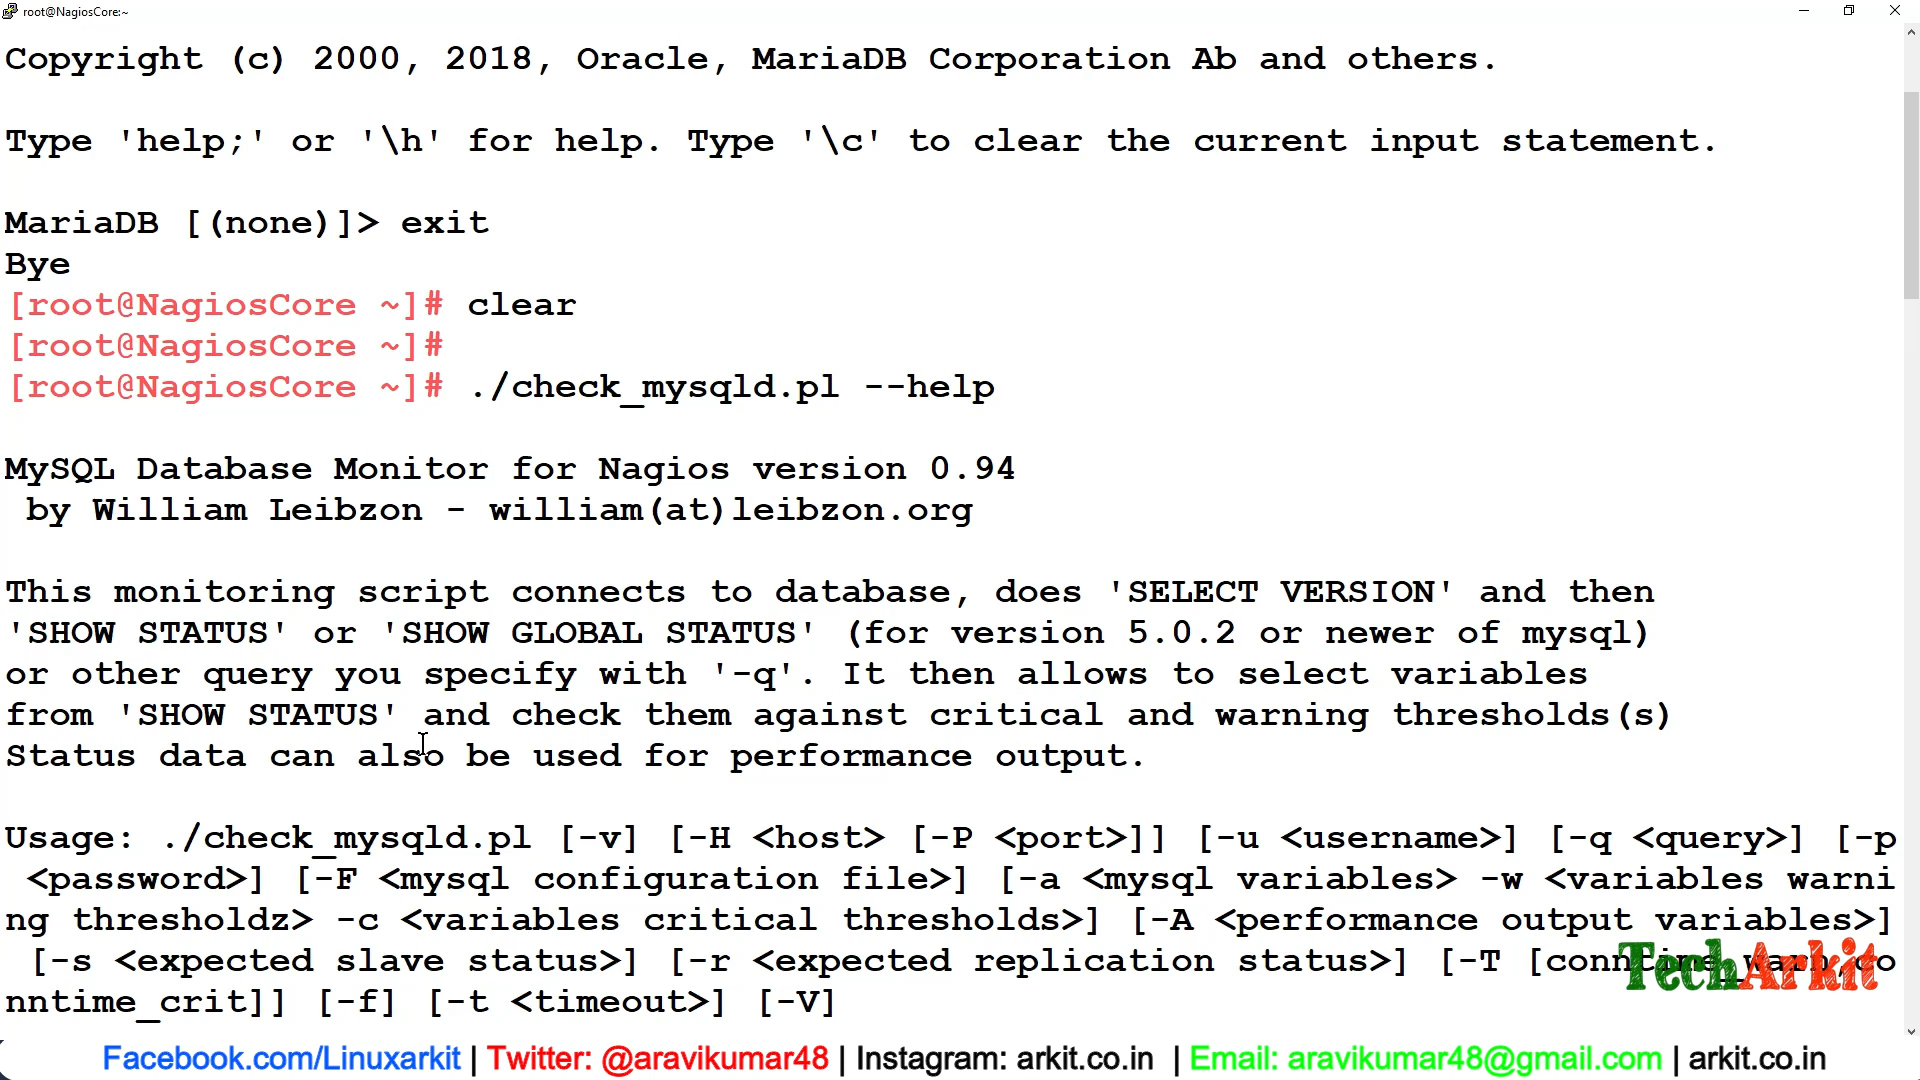 root@NagiosCore:~
Copyright (c) 2000, 2018, Oracle, MariaDB Corporation Ab and others.
Type 'help;' or '\h' for help. Type '\c' to clear the current input statement.
MariaDB [(none)]> exit
Bye
[root@NagiosCore ~]# clear
[root@NagiosCore ~]#
[root@NagiosCore ~]# ./check_mysqld.pl --help
MySQL Database Monitor for Nagios version 0.94
by William Leibzon - william(at)leibzon.org
This monitoring script connects to database, does 'SELECT VERSION' and then
'SHOW STATUS' or 'SHOW GLOBAL STATUS' (for version 5.0.2 or newer of mysql)
or other query you specify with '-q'. It then allows to select variables
from 'SHOW STATUS' and check them against critical and warning thresholds(s)
Status data can also be used for performance output.
Usage: ./check_mysqld.pl [-v] [-H <host> [-P <port>]] [-u <username>] [-q <query>] [-p
<password>] [-F <mysql configuration file>] [-a <mysql variables> -w <variables warni
ng thresholdz> -c <variables critical thresholds>] [-A <performance output variables>]
[-s <expected slave status>] [-r <expected replication status>] [-T [conntime_warn,co
nntime_crit]] [-f] [-t <timeout>] [-V]
TechArkit
Facebook.com/Linuxarkit | Twitter: @aravikumar48 | Instagram: arkit.co.in | Email: aravikumar48@gmail.com | arkit.co.in